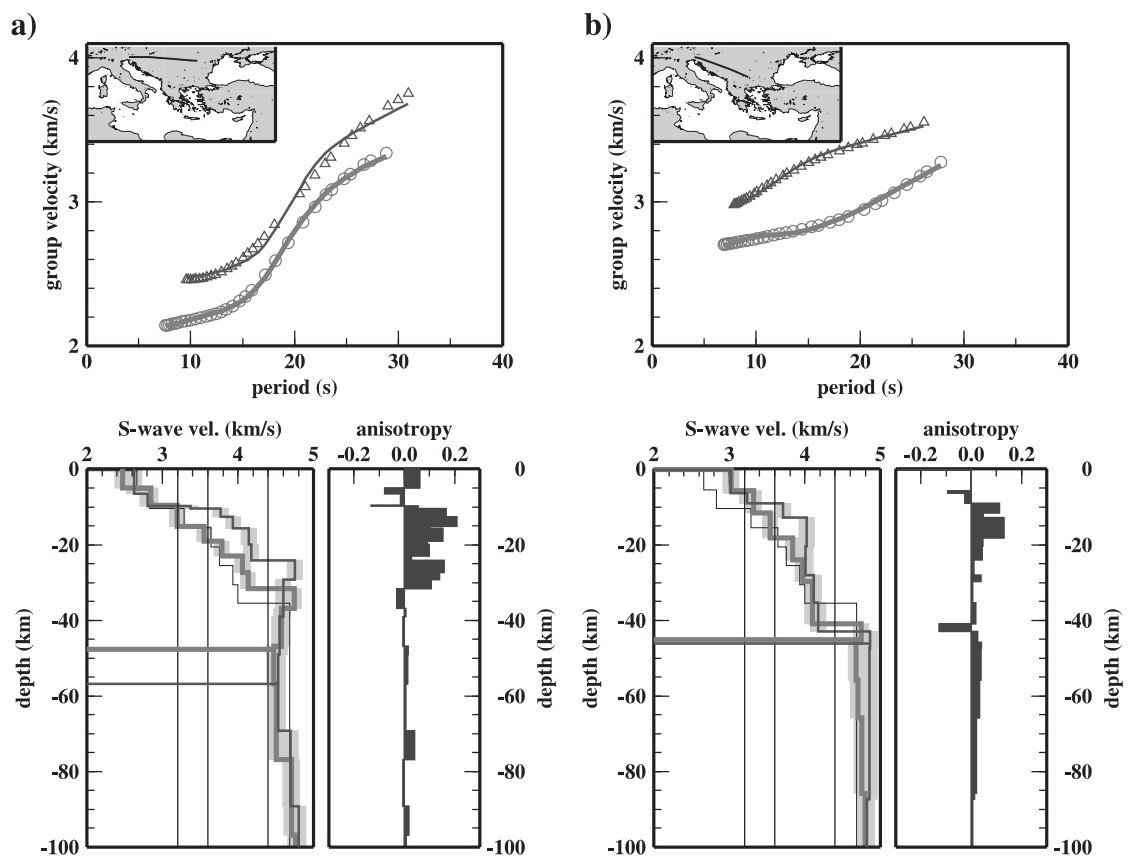 a)
b)
4
3
2
group velocity (km/s)
0 10 20 30 40
period (s)
4
3
2
group velocity (km/s)
0 10 20 30 40
period (s)
S-wave vel. (km/s)
2 3 4 5
anisotropy
-0.2 0.0 0.2
0
-20
-40
-60
-80
-100
depth (km)
0
-20
-40
-60
-80
-100
depth (km)
S-wave vel. (km/s)
2 3 4 5
anisotropy
-0.2 0.0 0.2
0
-20
-40
-60
-80
-100
depth (km)
0
-20
-40
-60
-80
-100
depth (km)